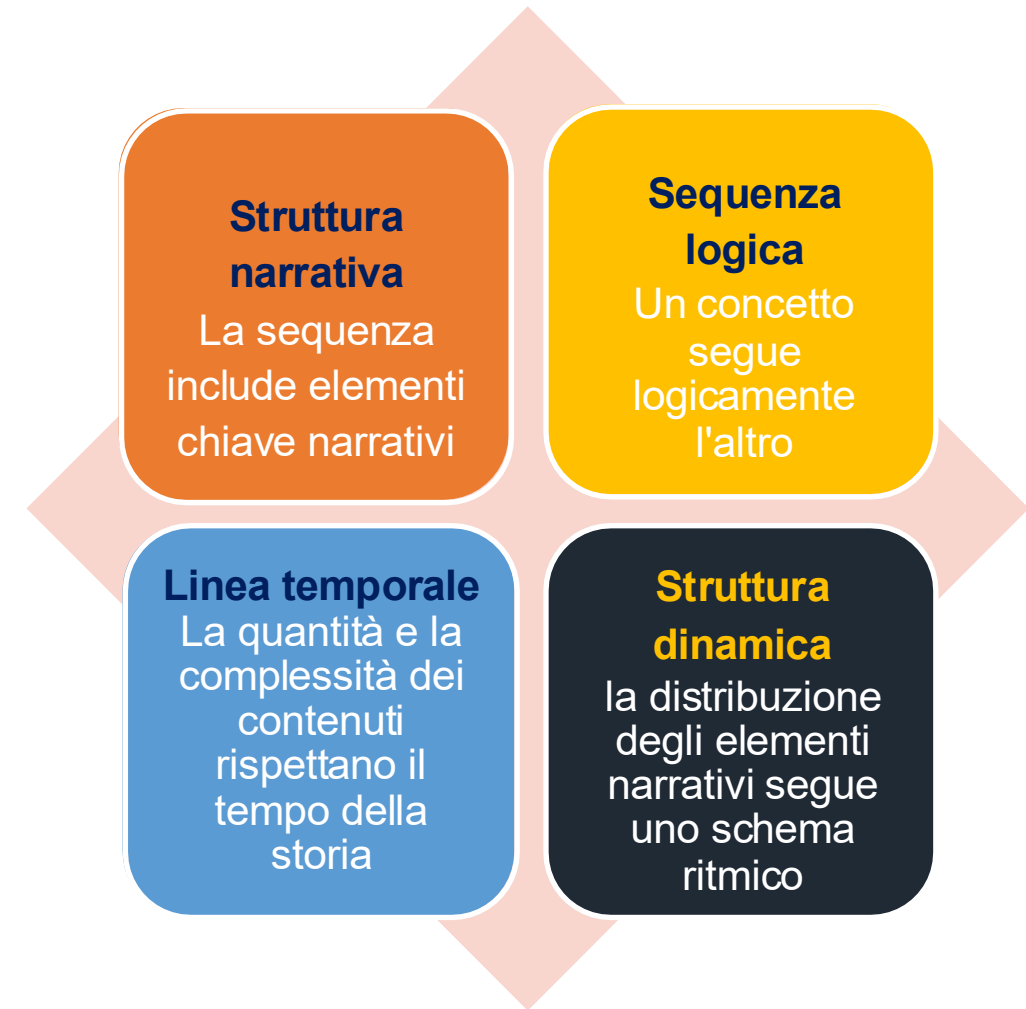 Struttura
narrativa
La sequenza
include elementi
chiave narrativi
Sequenza
logica
Un concetto
segue
logicamente
l'altro
Linea temporale
La quantità e la
complessità dei
contenuti
rispettano il
tempo della
storia
Struttura
dinamica
la distribuzione
degli elementi
narrativi segue
uno schema
ritmico